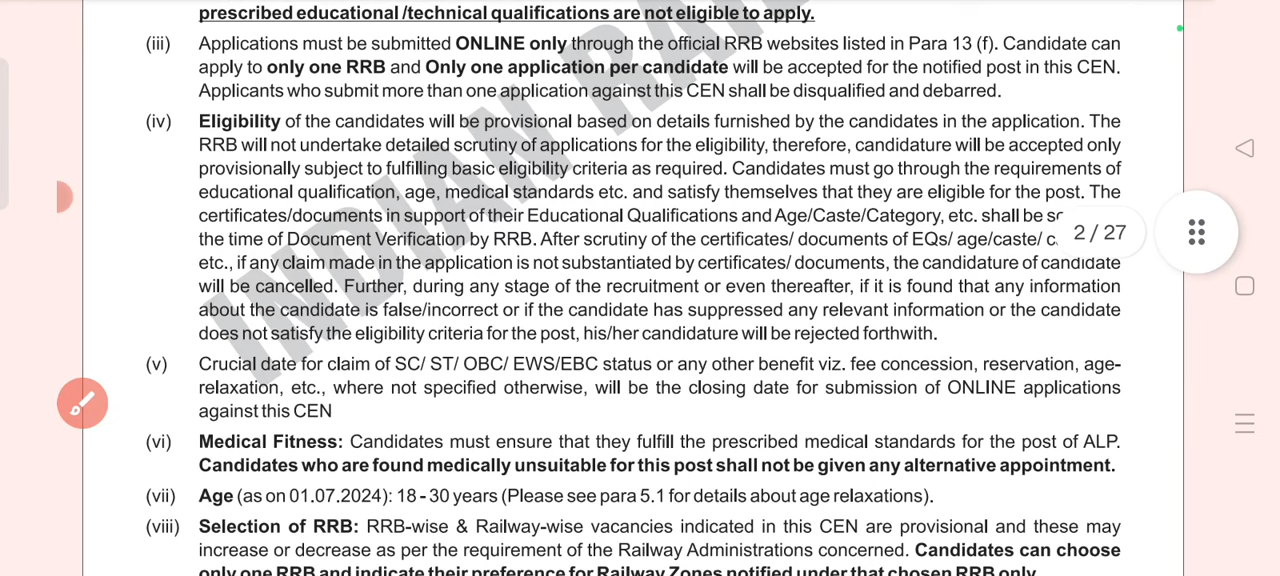 prescribed educational /technical qualifications are not eligible to apply.
(iii) Applications must be submitted ONLINE only through the official RRB websites listed in Para 13 (f). Candidate can
apply to only one RRB and Only one application per candidate will be accepted for the notified post in this CEN.
Applicants who submit more than one application against this CEN shall be disqualified and debarred.
(iv) Eligibility of the candidates will be provisional based on details furnished by the candidates in the application. The
RRB will not undertake detailed scrutiny of applications for the eligibility, therefore, candidature will be accepted only
provisionally subject to fulfilling basic eligibility criteria as required. Candidates must go through the requirements of
educational qualification, age, medical standards etc. and satisfy themselves that they are eligible for the post. The
certificates/documents in support of their Educational Qualifications and Age/Caste/Category, etc. shall be
the time of Document Verification by RRB. After scrutiny of the certificates/ documents of EQs/ age/caste/
2 / 27
etc., if any claim made in the application is not substantiated by certificates/ documents, the candidature of candidate
will be cancelled. Further, during any stage of the recruitment or even thereafter, if it is found that any information
about the candidate is false/incorrect or if the candidate has suppressed any relevant information or the candidate
does not satisfy the eligibility criteria for the post, his/her candidature will be rejected forthwith.
(v) Crucial date for claim of SC/ ST/ OBC/ EWS/EBC status or any other benefit viz. fee concession, reservation, age-
relaxation, etc., where not specified otherwise, will be the closing date for submission of ONLINE applications
against this CEN
(vi) Medical Fitness: Candidates must ensure that they fulfill the prescribed medical standards for the post of ALP.
Candidates who are found medically unsuitable for this post shall not be given any alternative appointment.
(vii) Age (as on 01.07.2024): 18 - 30 years (Please see para 5.1 for details about age relaxations).
(viii) Selection of RRB: RRB-wise & Railway-wise vacancies indicated in this CEN are provisional and these may
increase or decrease as per the requirement of the Railway Administrations concerned. Candidates can choose
only one RRB and indicate their preference for Railway Zones notified under that chosen RRB only.
INDIAN